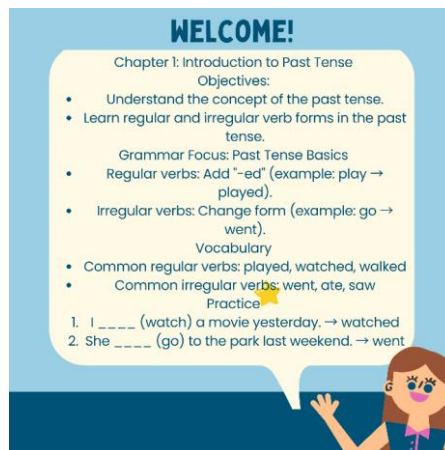 WELCOME!
Chapter 1: Introduction to Past Tense
Objectives:
• Understand the concept of the past tense.
• Learn regular and irregular verb forms in the past
tense.
Grammar Focus: Past Tense Basics
• Regular verbs: Add "-ed" (example: play →
played).
• Irregular verbs: Change form (example: go →
went).
Vocabulary
• Common regular verbs: played, watched, walked
• Common irregular verbs: went, ate, saw
Practice
1. I ____ (watch) a movie yesterday. → watched
2. She ____ (go) to the park last weekend. → went